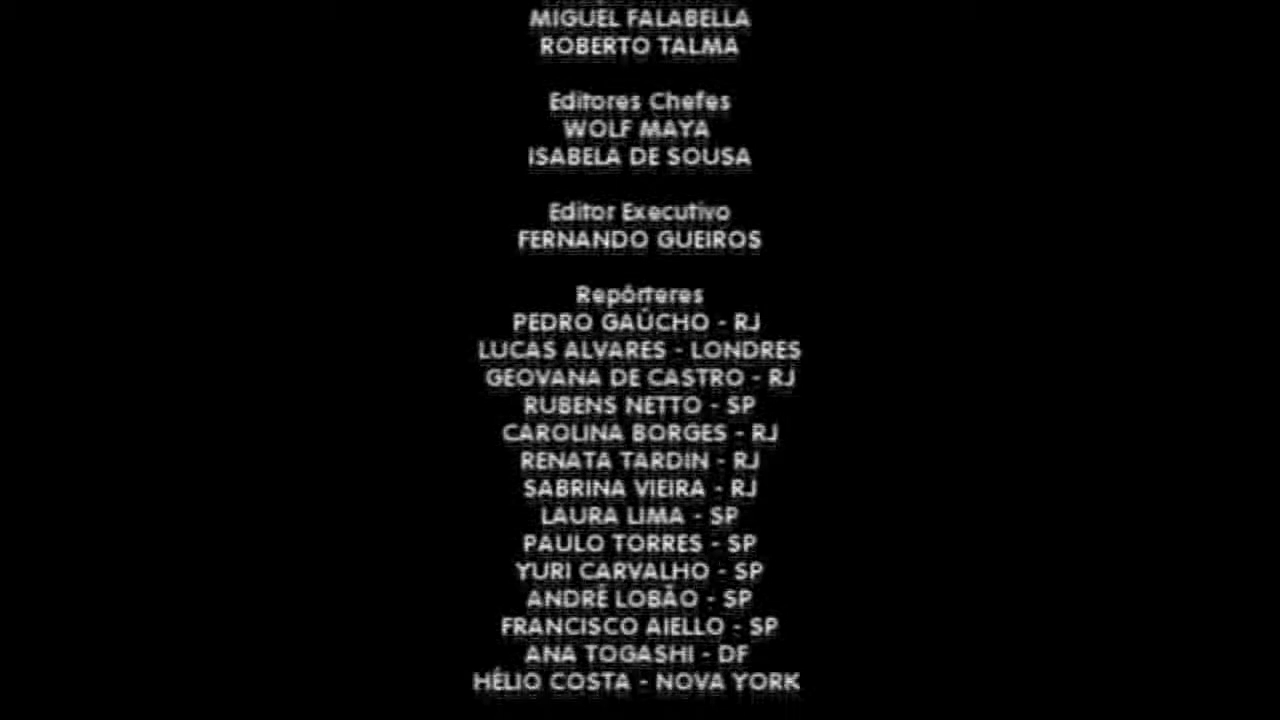 MIGUEL FALABELLA
ROBERTO TALMA
Editores Chefes
WOLF MAYA
ISABELA DE SOUSA
Editor Executivo
FERNANDO GUEIROS
Repórteres
PEDRO GAÚCHO - RJ
LUCAS ALVARES - LONDRES
GEOVANA DE CASTRO - RJ
RUBENS NETTO - SP
CAROLINA BORGES - RJ
RENATA TARDIN - RJ
SABRINA VIEIRA - RJ
LAURA LIMA - SP
PAULO TORRES - SP
YURI CARVALHO - SP
ANDRÉ LOBÃO - SP
FRANCISCO AIELLO - SP
ANA TOGASHI - DF
HÉLIO COSTA - NOVA YORK